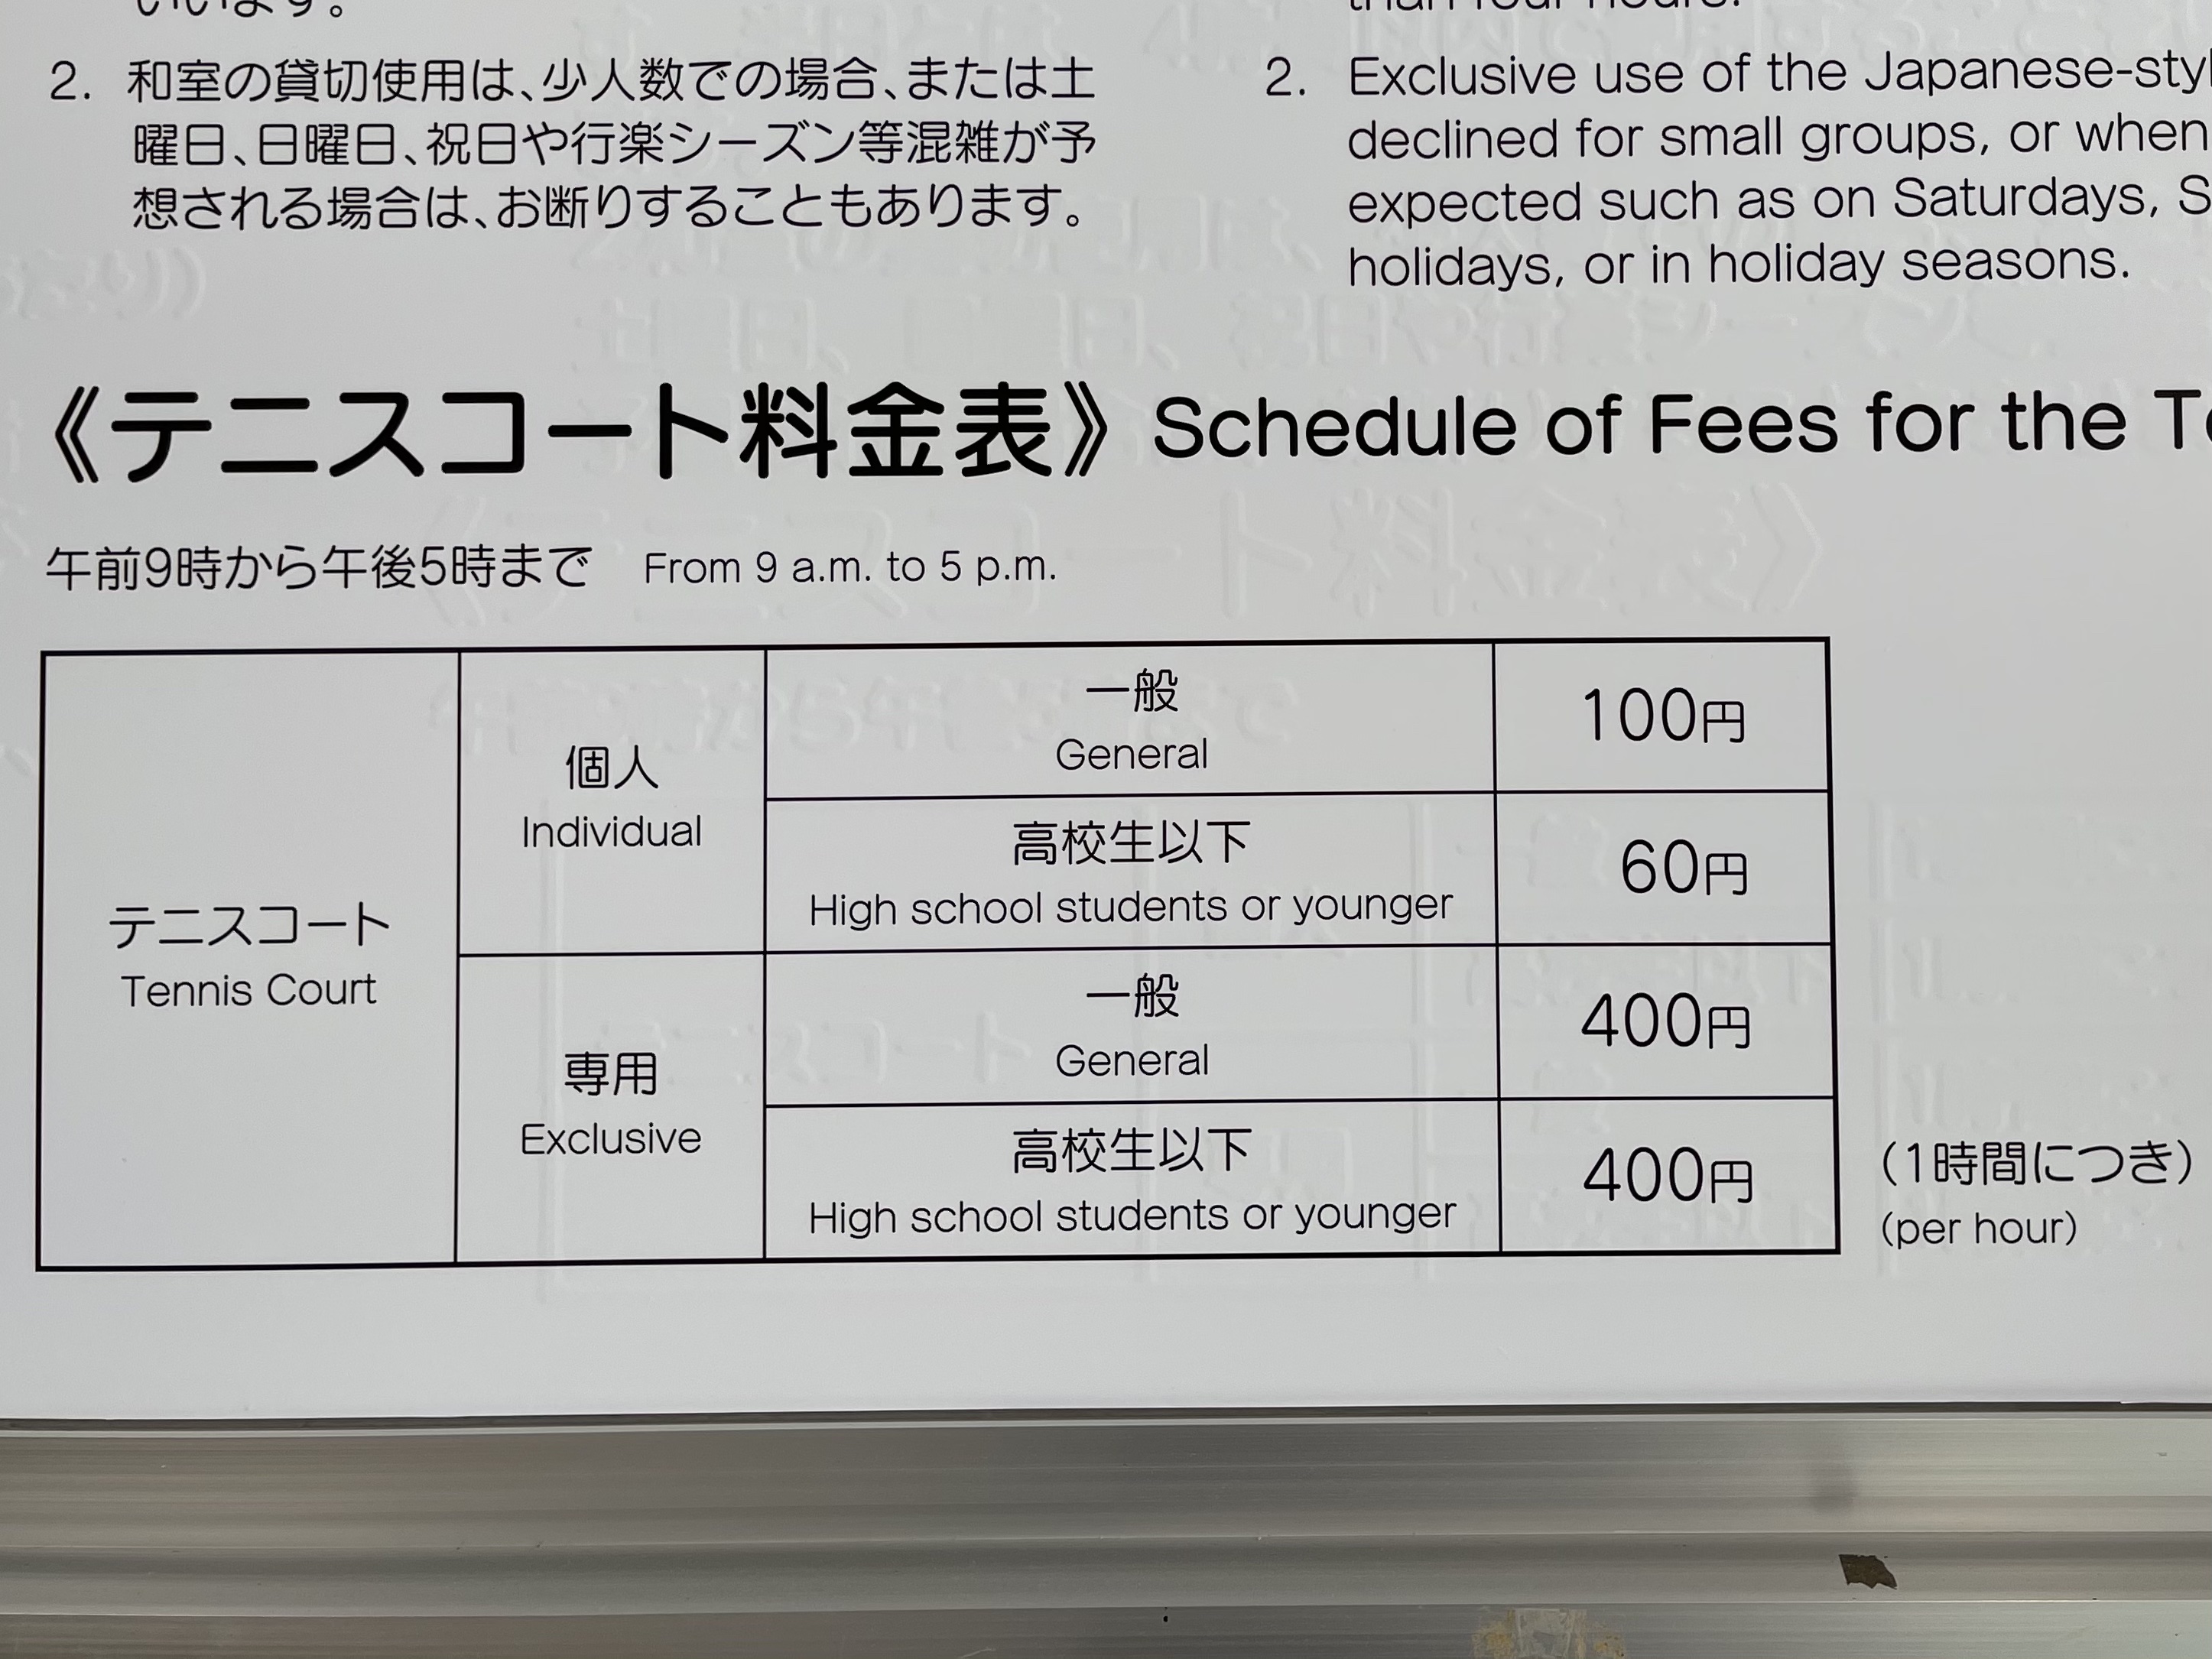 2. 和室の貸切使用は、少人数での場合、または土
曜日、日曜日、祝日や行楽シーズン等混雑が予
想される場合は、お断りすることもあります。
than four hours.
2. Exclusive use of the
declined for small groups, or when
expected such as on Saturdays,
holidays, or in holiday seasons.
《テニスコート料金表》 Schedule of Fees for the
午前9時から午後5時まで From 9 a.m. to 5 p.m.
テニスコート
Tennis Court
個人
Individual
一般
General
100円
高校生以下
High school students or younger
60円
専用
Exclusive
一般
General
400円
高校生以下
High school students or younger
400円
(1時間につき)
(per hour)